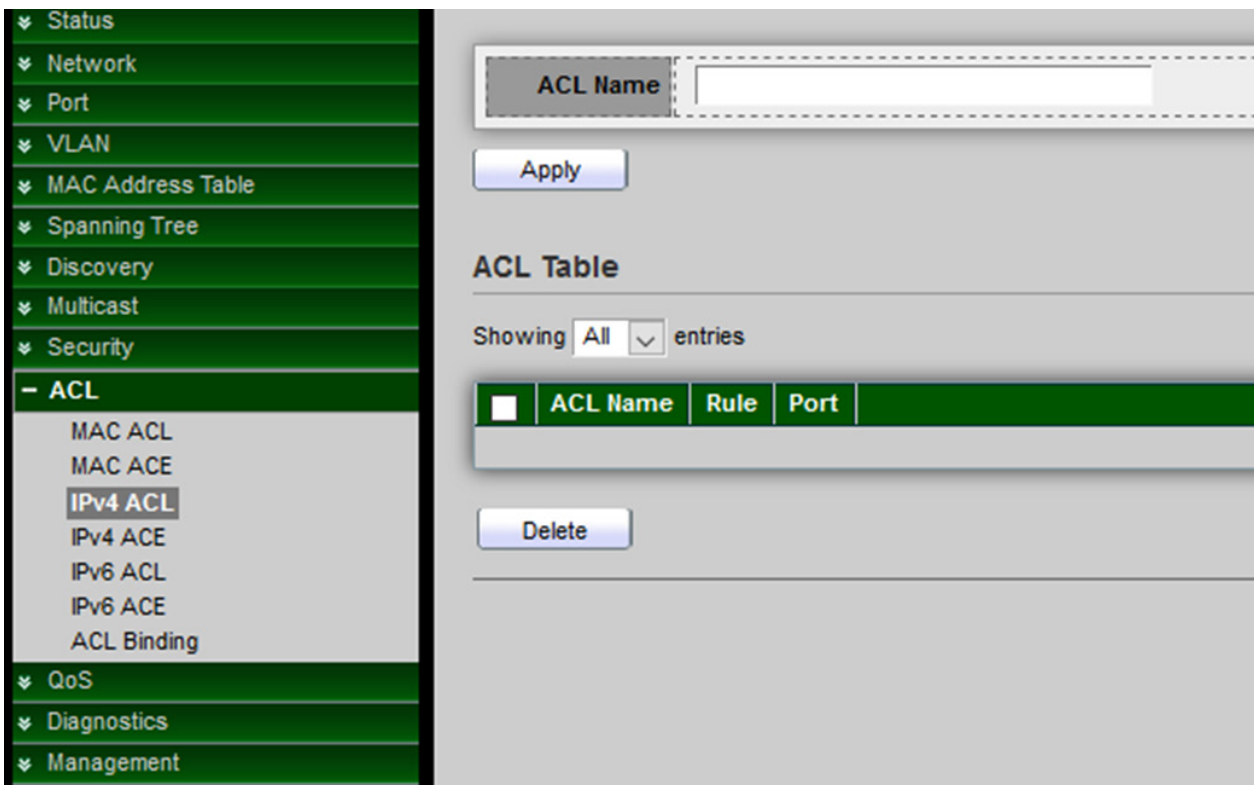 Status
Network
Port
VLAN
MAC Address Table
Spanning Tree
Discovery
Multicast
Security
ACL
MAC ACL
MAC ACE
IPv4 ACL
IPv4 ACE
IPv6 ACL
IPv6 ACE
ACL Binding
QoS
Diagnostics
Management
ACL Name
Apply
ACL Table
Showing All entries
ACL Name Rule Port
Delete